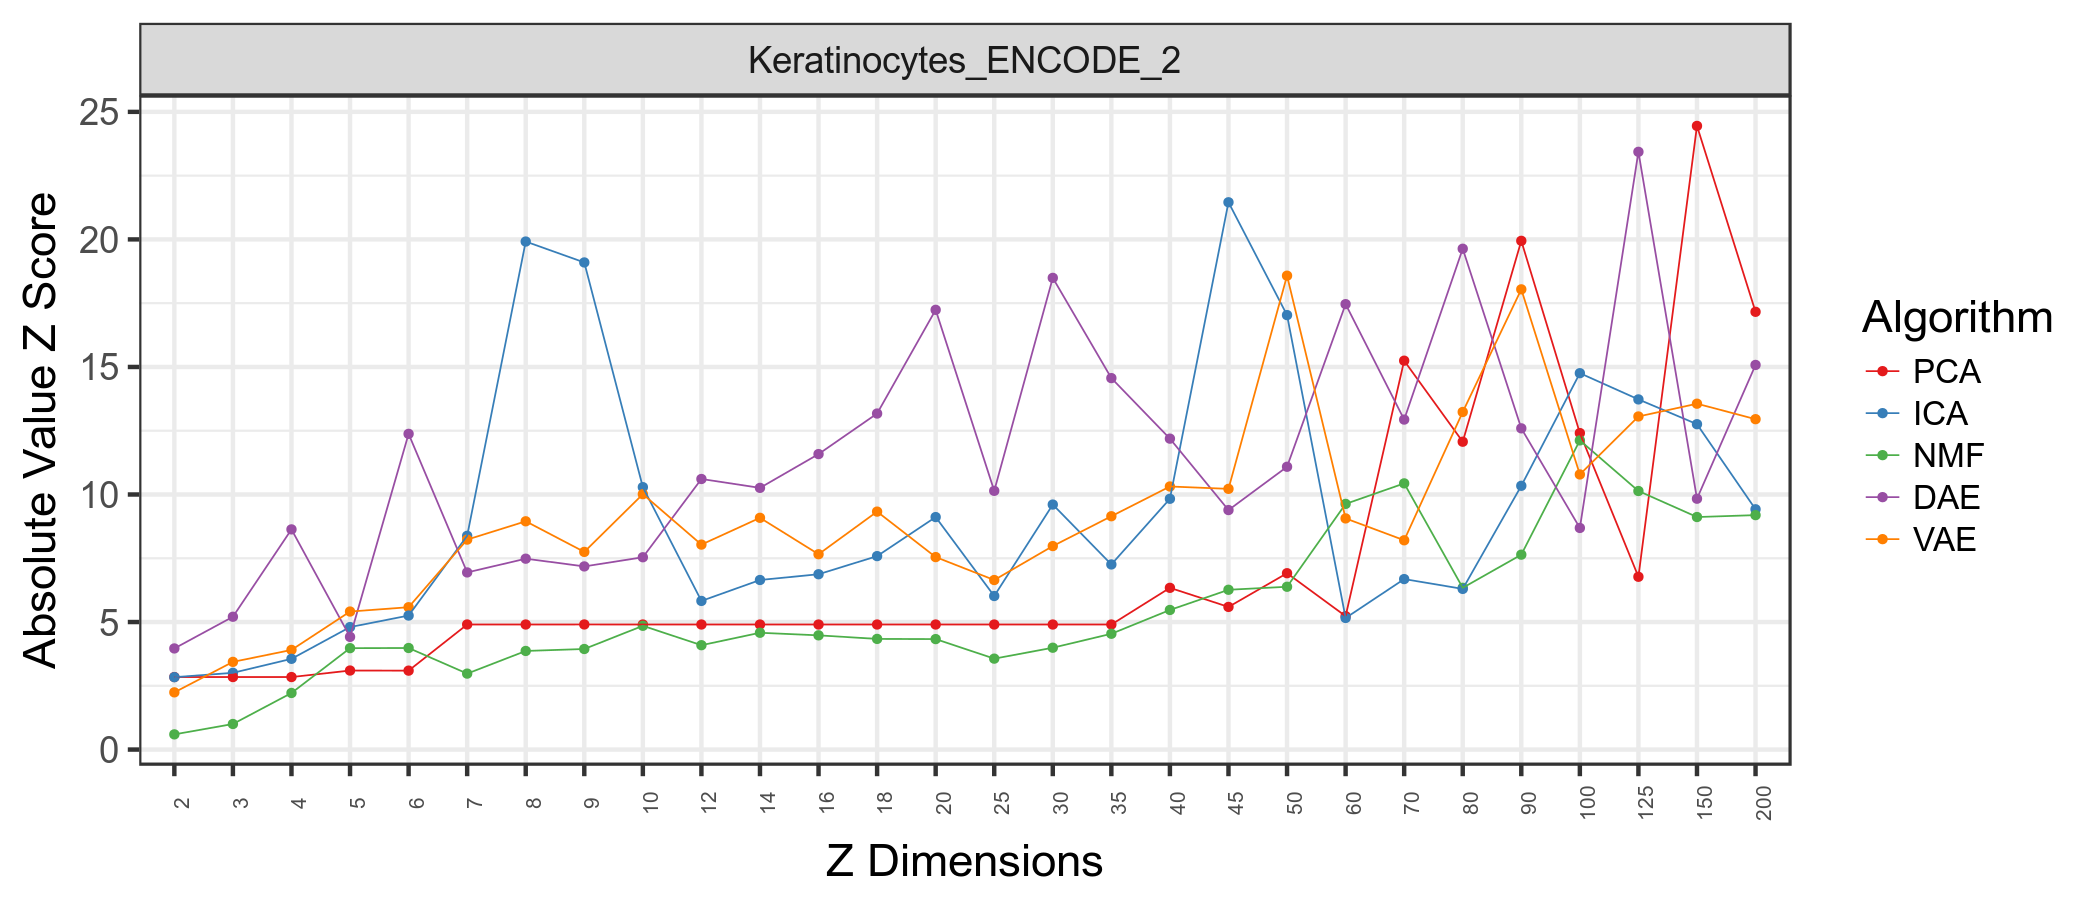 Keratinocytes_ENCODE_2
Absolute Value Z Score
25
20
15
10
5
0
2 3 4 5 6 7 8 9 10 12 14 16 18 20 25 30 35 40 45 50 60 70 80 90 100 125 150 200
Z Dimensions
Algorithm
PCA
ICA
NMF
DAE
VAE